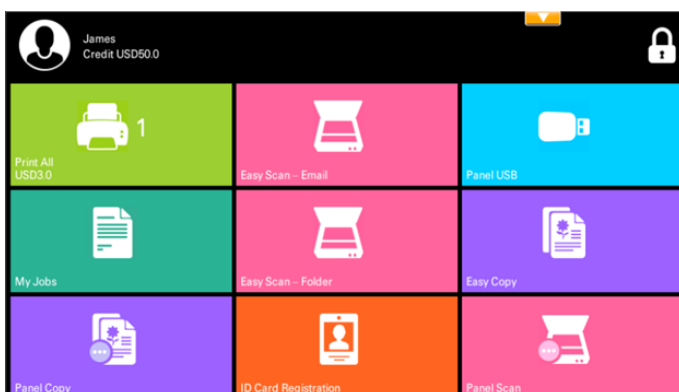 James
Credit USD50.0
1
Print All
USD3.0
Easy Scan – Email
Panel USB
My Jobs
Easy Scan – Folder
Easy Copy
Panel Copy
ID Card Registration
Panel Scan